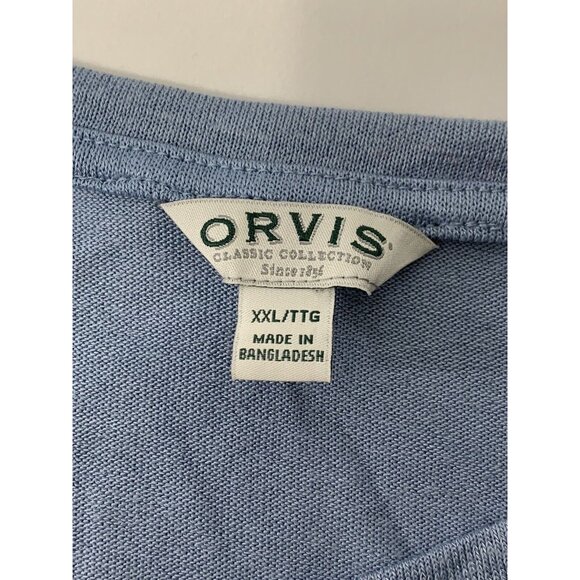 ORVIS
CLASSIC COLLECTION
Since 1856
XXL/TTG
MADE IN
BANGLADESH